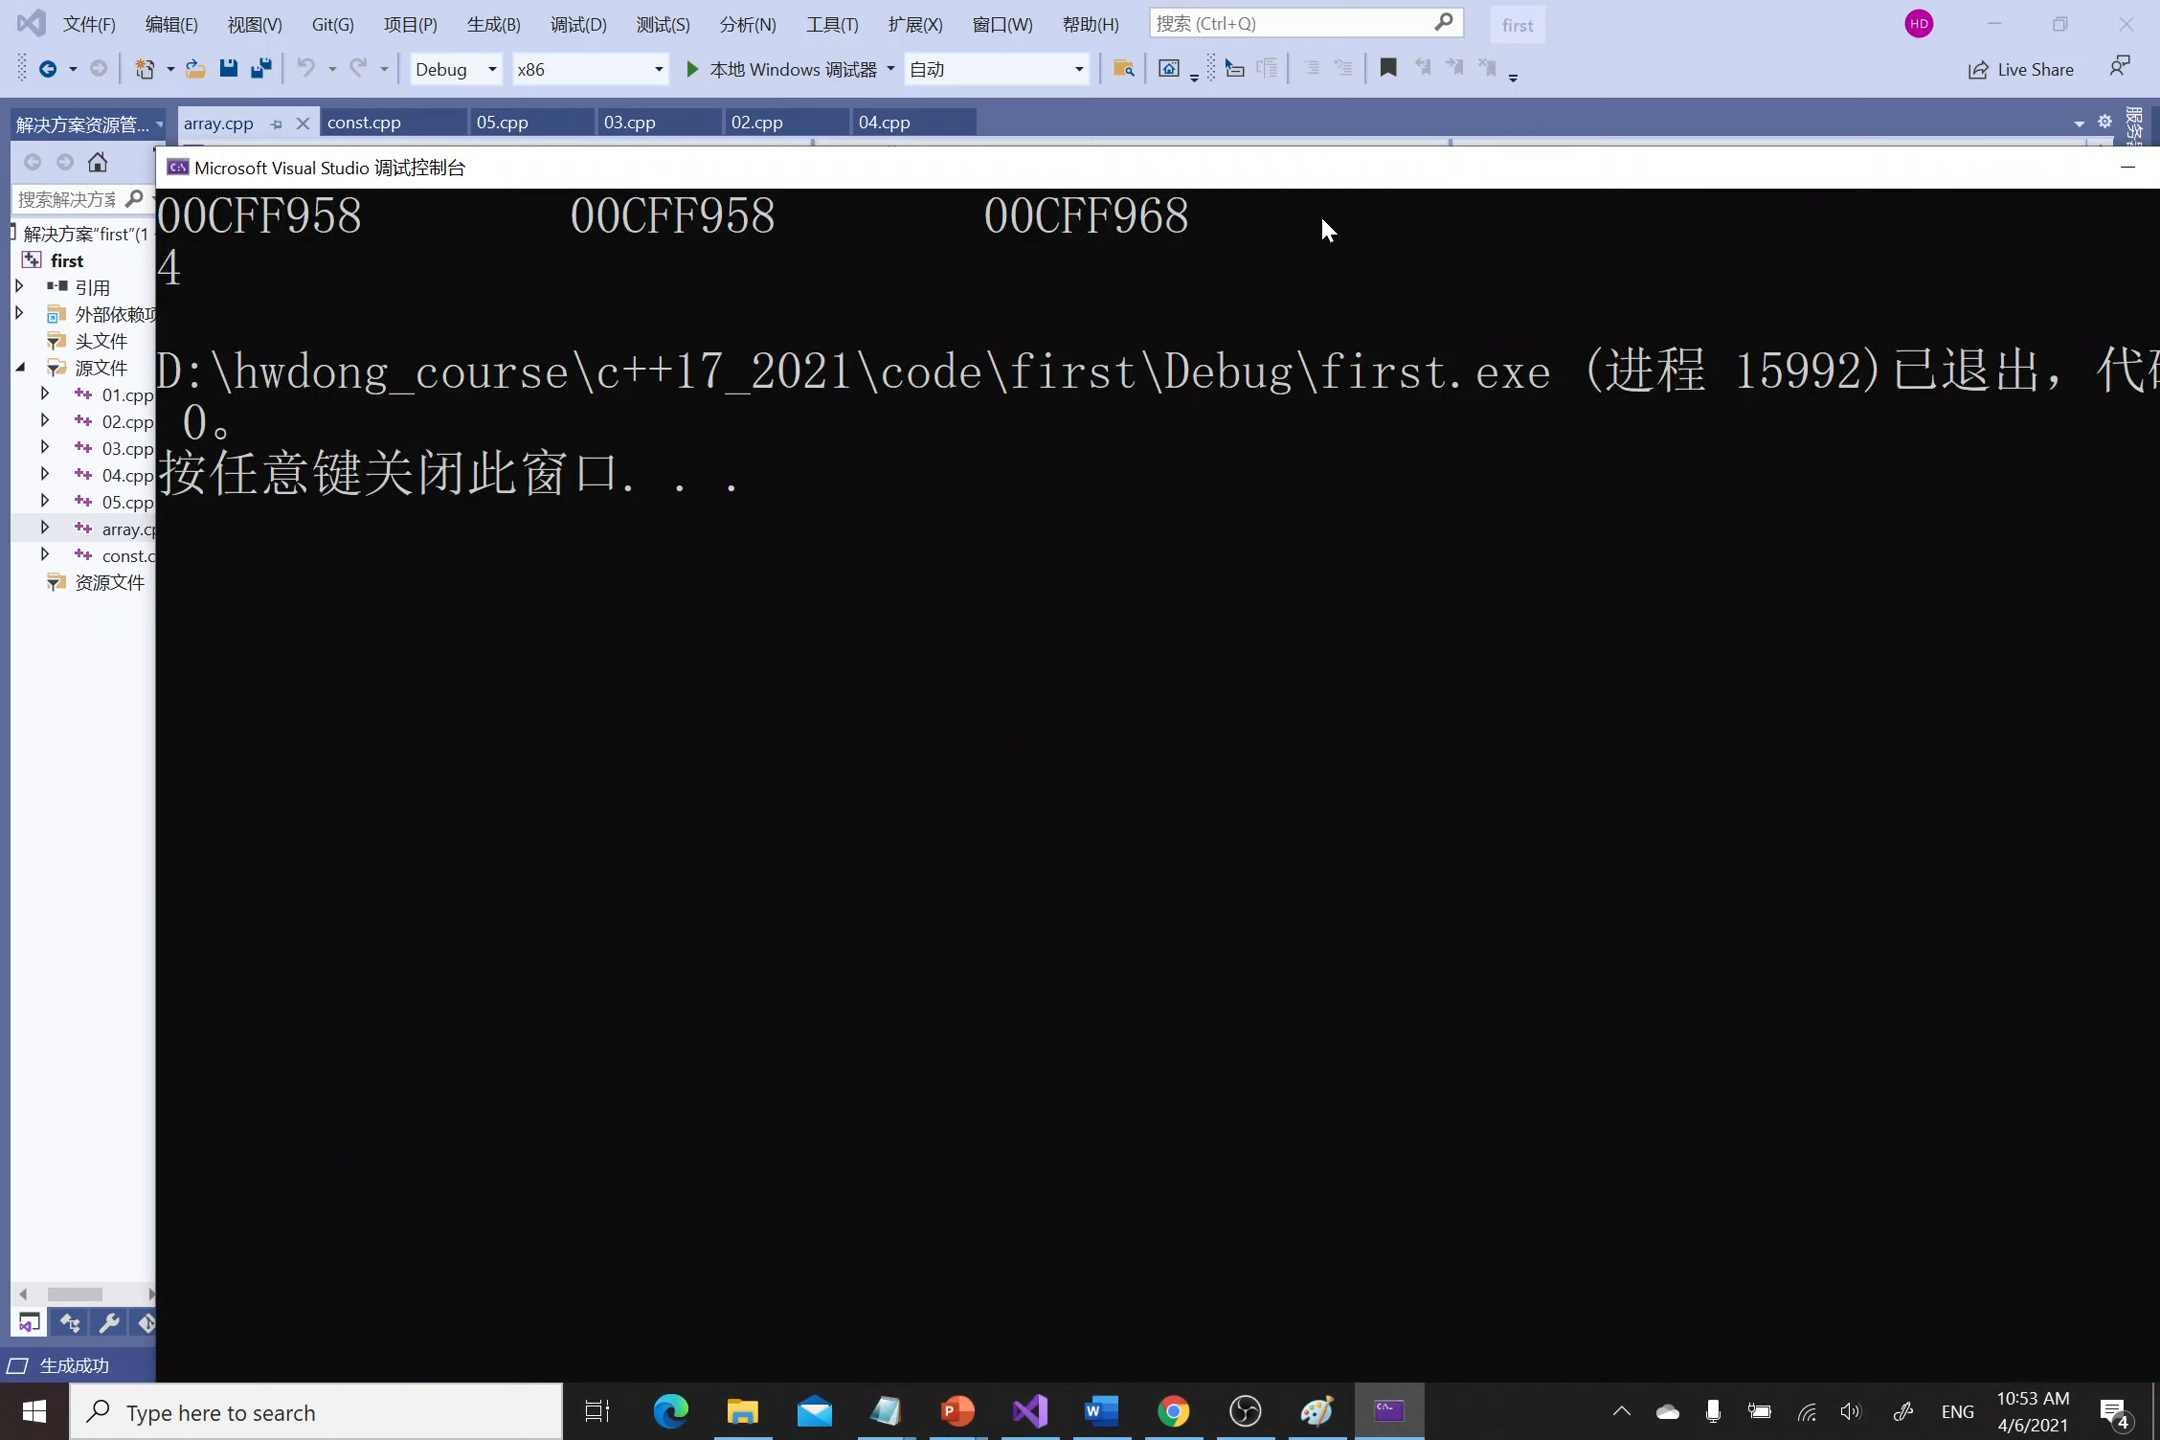 文件(F) 编辑(E) 视图(V) Git(G) 项目(P) 生成(B) 调试(D) 测试(S) 分析(N) 工具(T) 扩展(X) 窗口(W) 帮助(H) 搜索 (Ctrl+Q) first HD
Debug x86 本地 Windows 调试器 自动 Live Share
解决方案资源管... array.cpp const.cpp 05.cpp 03.cpp 02.cpp 04.cpp
Microsoft Visual Studio 调试控制台
搜索解决方案
00CFF958 00CFF958 00CFF968
4
D:\hwdong_course\c++17_2021\code\first\Debug\first.exe (进程 15992)已退出，代码
0。
按任意键关闭此窗口. . .
解决方案"first"(1
first
引用
外部依赖项
头文件
源文件
01.cpp
02.cpp
03.cpp
04.cpp
05.cpp
array.cp
const.c
资源文件
生成成功
Type here to search
ENG
10:53 AM
4/6/2021
4